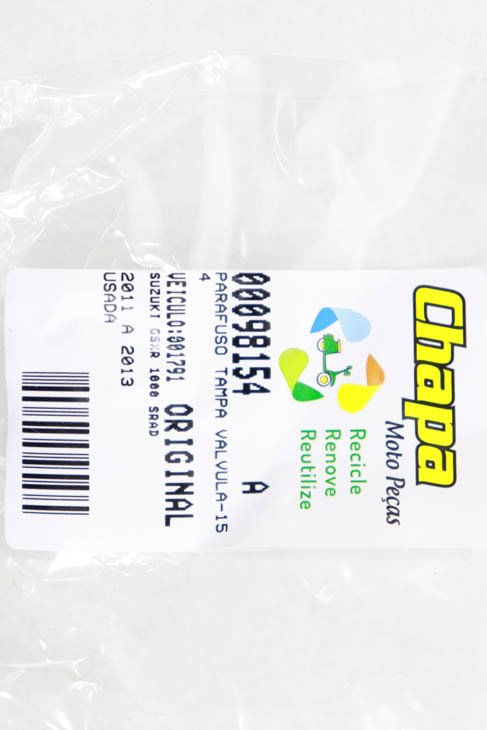 Chapa
Moto Peças
Recicle
Renove
Reutilize
00098154 A
PARAFUSO TAMPA VALVULA-15
4
VEICULO:001791 ORIGINAL
SUZUKI GSXR 1000 SRAD
2011 A 2013
USADA